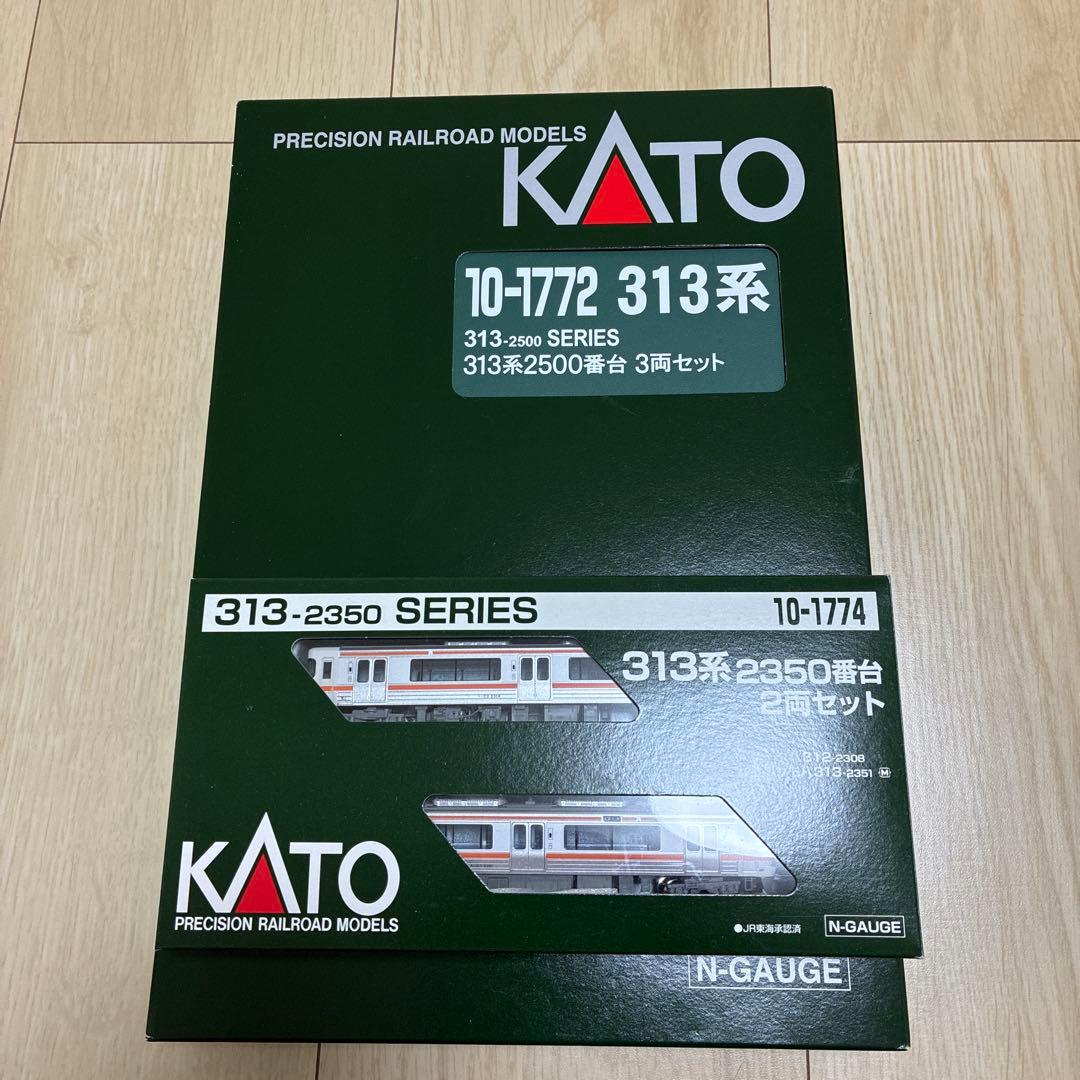 PRECISION RAILROAD MODELS
KATO
10-1772 313系
313-2500 SERIES
313系2500番台 3両セット
313-2350 SERIES
10-1774
313系2350番台
2両セット
312-2308
313-2351 M
KATO
PRECISION RAILROAD MODELS
●JR東海承認済
N-GAUGE
N-GAUGE